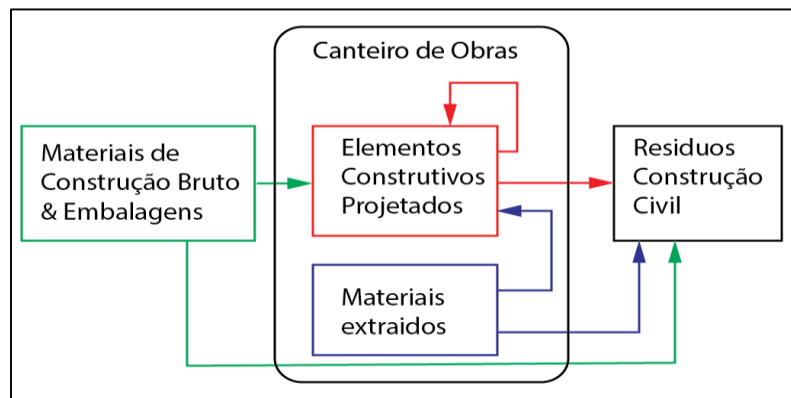 Canteiro de Obras
Materiais de
Construção Bruto
& Embalagens
Elementos
Construtivos
Projetados
Residuos
Construção
Civil
Materiais
extraidos